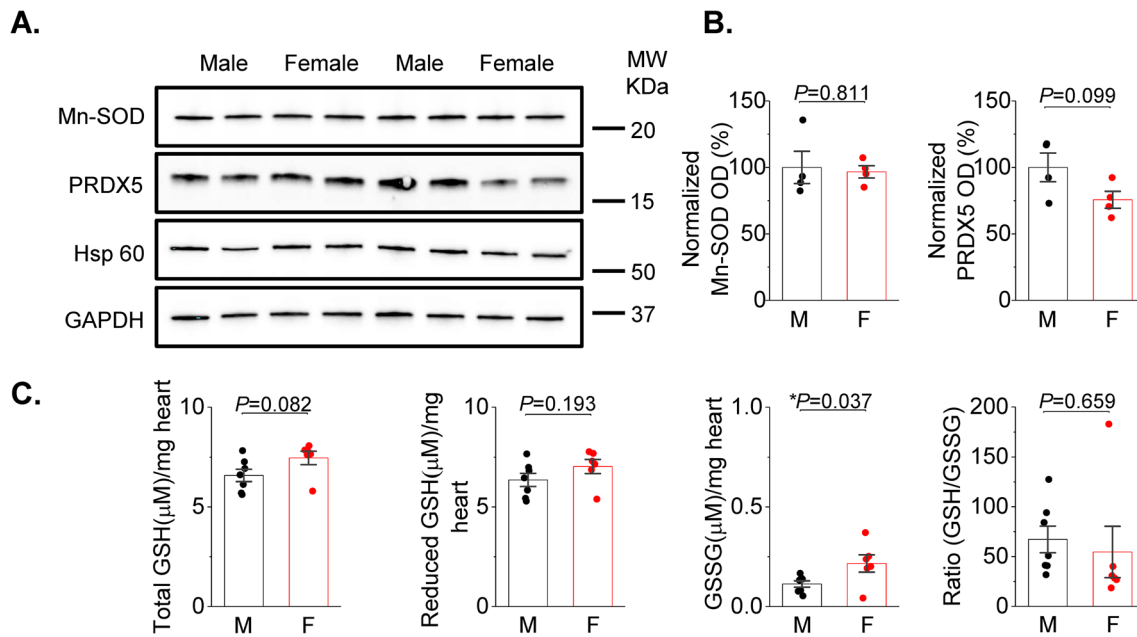 A.
Male Female Male Female
MW
KDa
Mn-SOD
20
PRDX5
15
Hsp 60
50
GAPDH
37
B.
Normalized
Mn-SOD OD (%)
150
100
50
0
P=0.811
M F
Normalized
PRDX5 OD (%)
150
100
50
0
P=0.099
M F
C.
Total GSH(μM)/mg heart
10
5
0
P=0.082
M F
Reduced GSH(μM)/mg
heart
10
5
0
P=0.193
M F
GSSG(μM)/mg heart
1.0
0.5
0.0
*P=0.037
M F
Ratio (GSH/GSSG)
200
150
100
50
0
P=0.659
M F